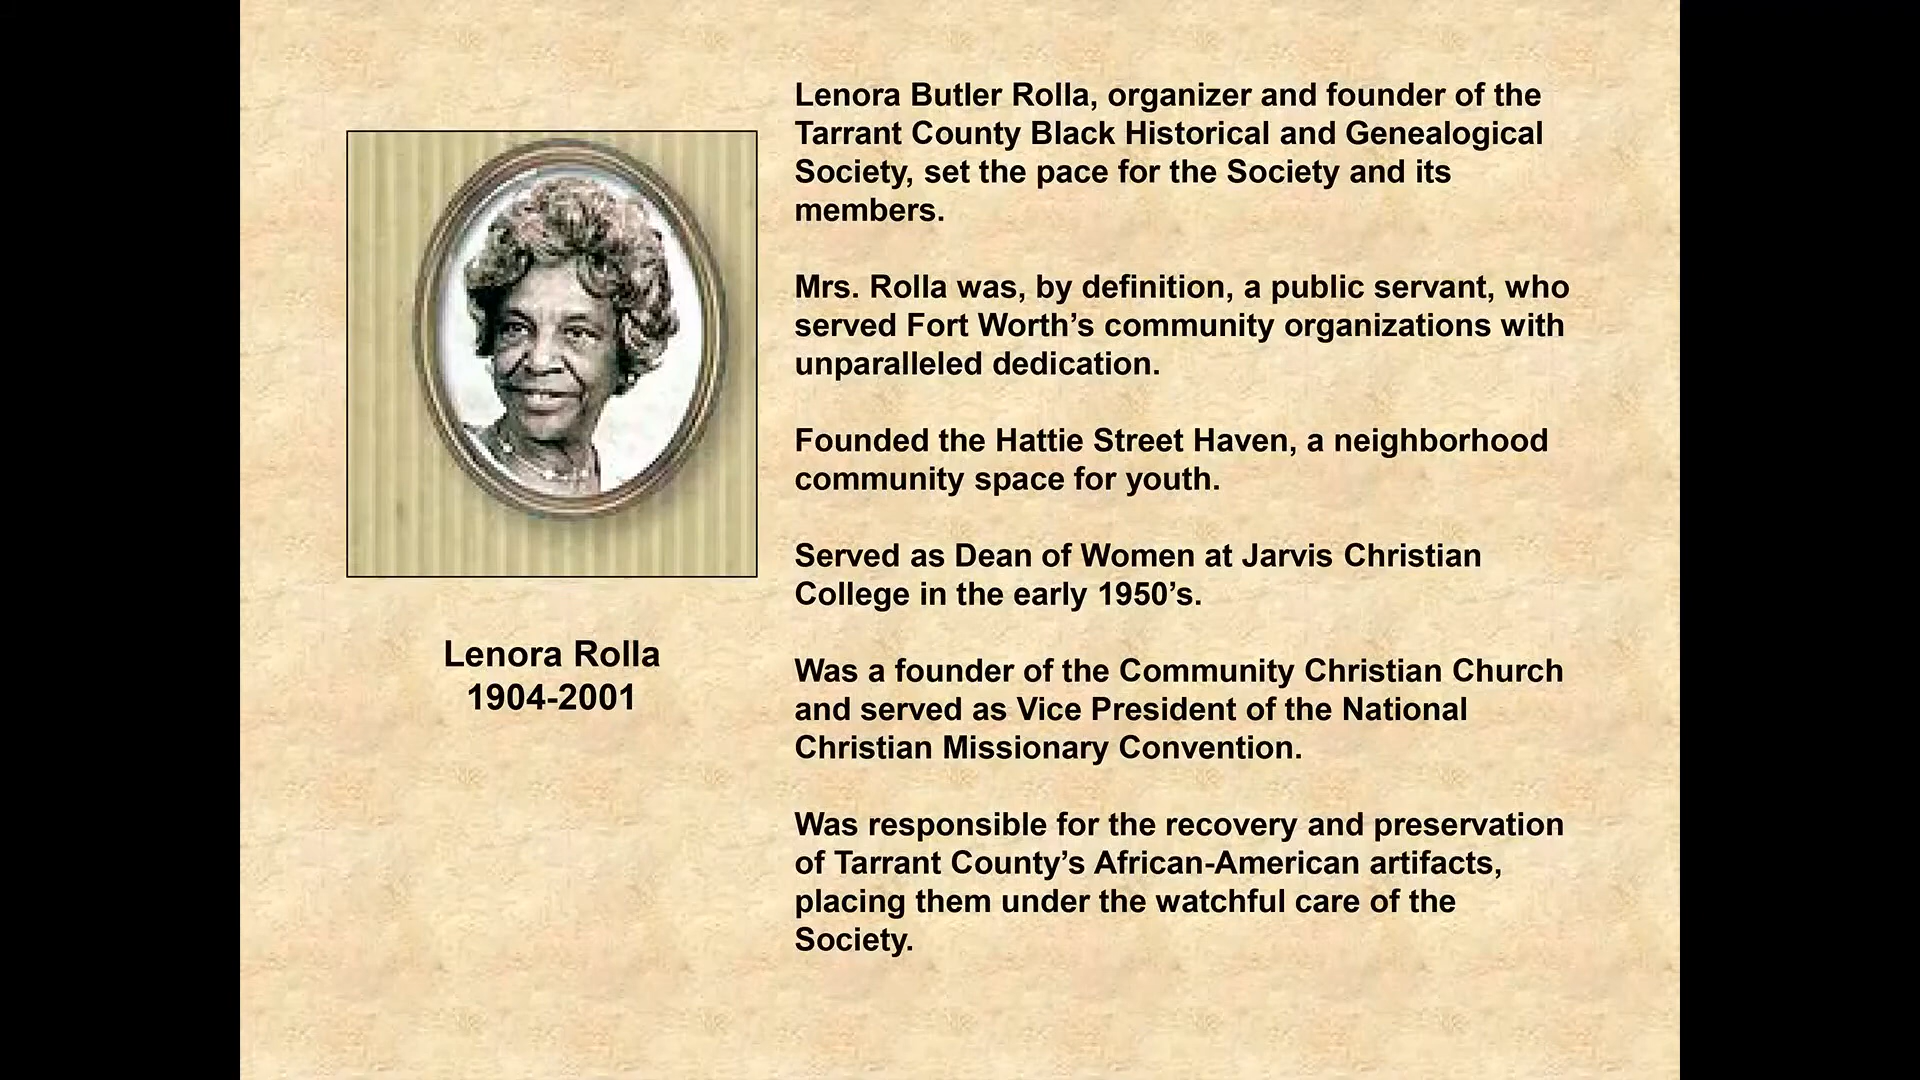 Lenora Butler Rolla, organizer and founder of the
Tarrant County Black Historical and Genealogical
Society, set the pace for the Society and its
members.
Mrs. Rolla was, by definition, a public servant, who
served Fort Worth’s community organizations with
unparalleled dedication.
Founded the Hattie Street Haven, a neighborhood
community space for youth.
Served as Dean of Women at Jarvis Christian
College in the early 1950’s.
Was a founder of the Community Christian Church
and served as Vice President of the National
Christian Missionary Convention.
Was responsible for the recovery and preservation
of Tarrant County’s African-American artifacts,
placing them under the watchful care of the
Society.
Lenora Rolla
1904-2001